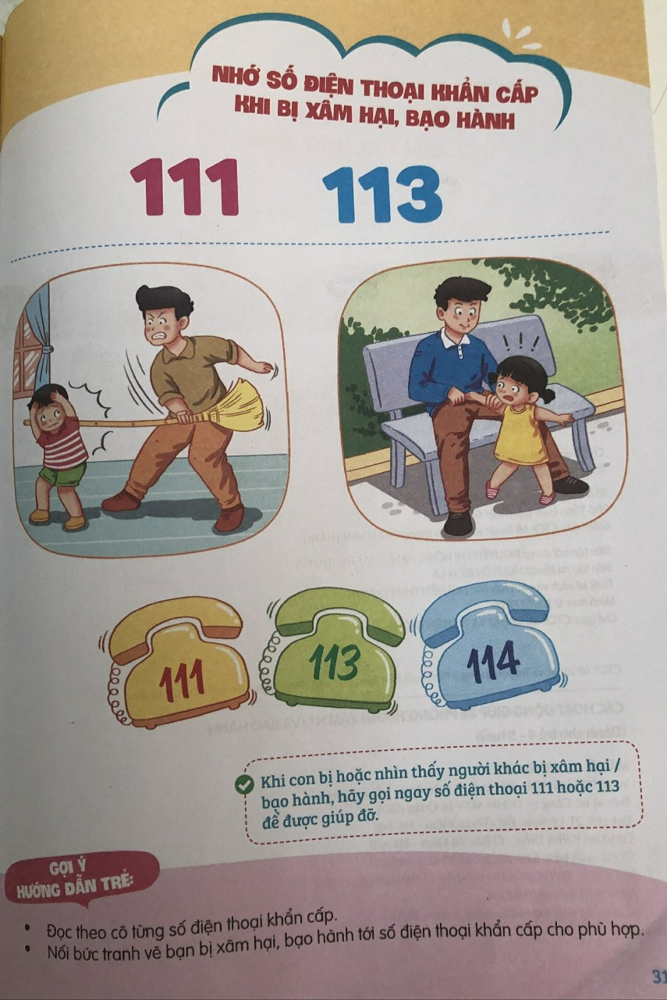 NHỚ SỐ ĐIỆN THOẠI KHẨN CẤP
KHI BỊ XÂM HẠI, BẠO HÀNH
111 113
!!!
111 113 114
Khi con bị hoặc nhìn thấy người khác bị xâm hại /
bạo hành, hãy gọi ngay số điện thoại 111 hoặc 113
để được giúp đỡ.
GỢI Ý
HƯỚNG DẪN TRẺ:
• Đọc theo cô từng số điện thoại khẩn cấp.
• Nối bức tranh vẽ bạn bị xâm hại, bạo hành tới số điện thoại khẩn cấp cho phù hợp.
31